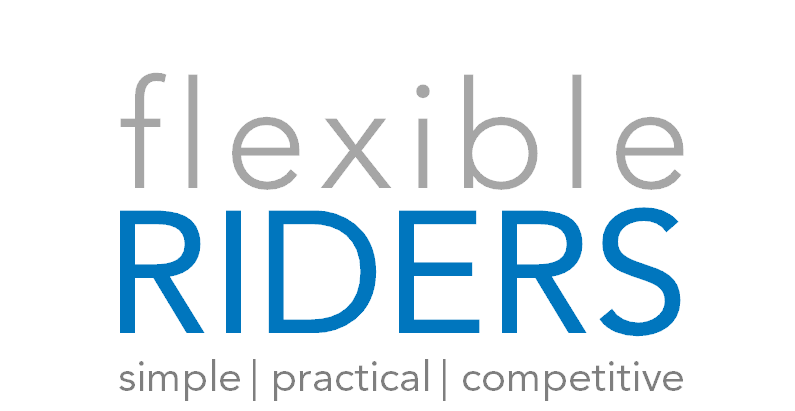 flexible
RIDERS
simple | practical | competitive